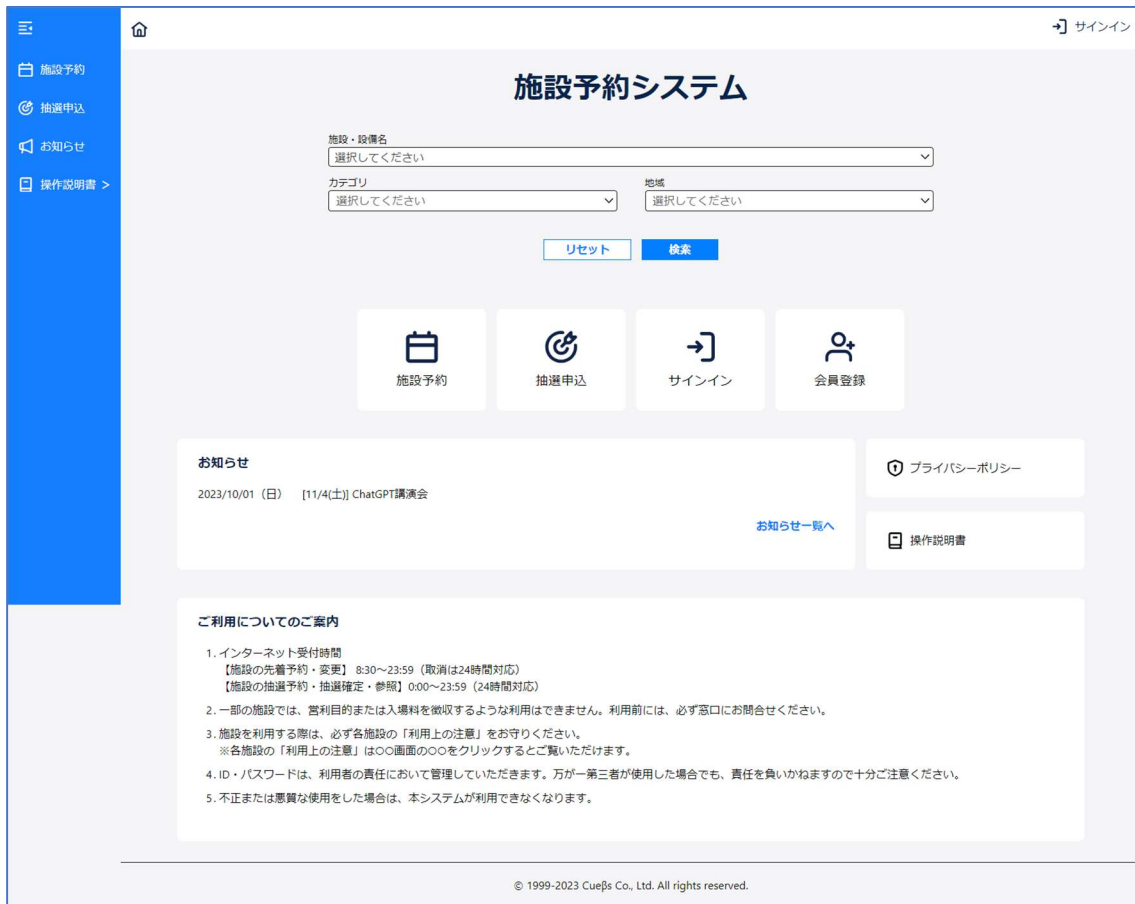 サインイン
施設予約
抽選申込
お知らせ
操作説明書 >
施設予約システム
施設・設備名
選択してください
カテゴリ
選択してください
地域
選択してください
リセット
検索
施設予約
抽選申込
サインイン
会員登録
お知らせ
2023/10/01（日） [11/4(土)] ChatGPT講演会
お知らせ一覧へ
プライバシーポリシー
操作説明書
ご利用についてのご案内
1. インターネット受付時間
【施設の先着予約・変更】 8:30～23:59（取消は24時間対応）
【施設の抽選予約・抽選確定・参照】0:00～23:59（24時間対応）
2. 一部の施設では、営利目的または入場料を徴収するような利用はできません。利用前には、必ず窓口にお問合せください。
3. 施設を利用する際は、必ず各施設の「利用上の注意」をお守りください。
※各施設の「利用上の注意」は○○画面の○○をクリックするとご覧いただけます。
4. ID・パスワードは、利用者の責任において管理していただきます。万が一第三者が使用した場合でも、責任を負いかねますので十分ご注意ください。
5. 不正または悪質な使用をした場合は、本システムが利用できなくなります。
© 1999-2023 Cueβs Co., Ltd. All rights reserved.